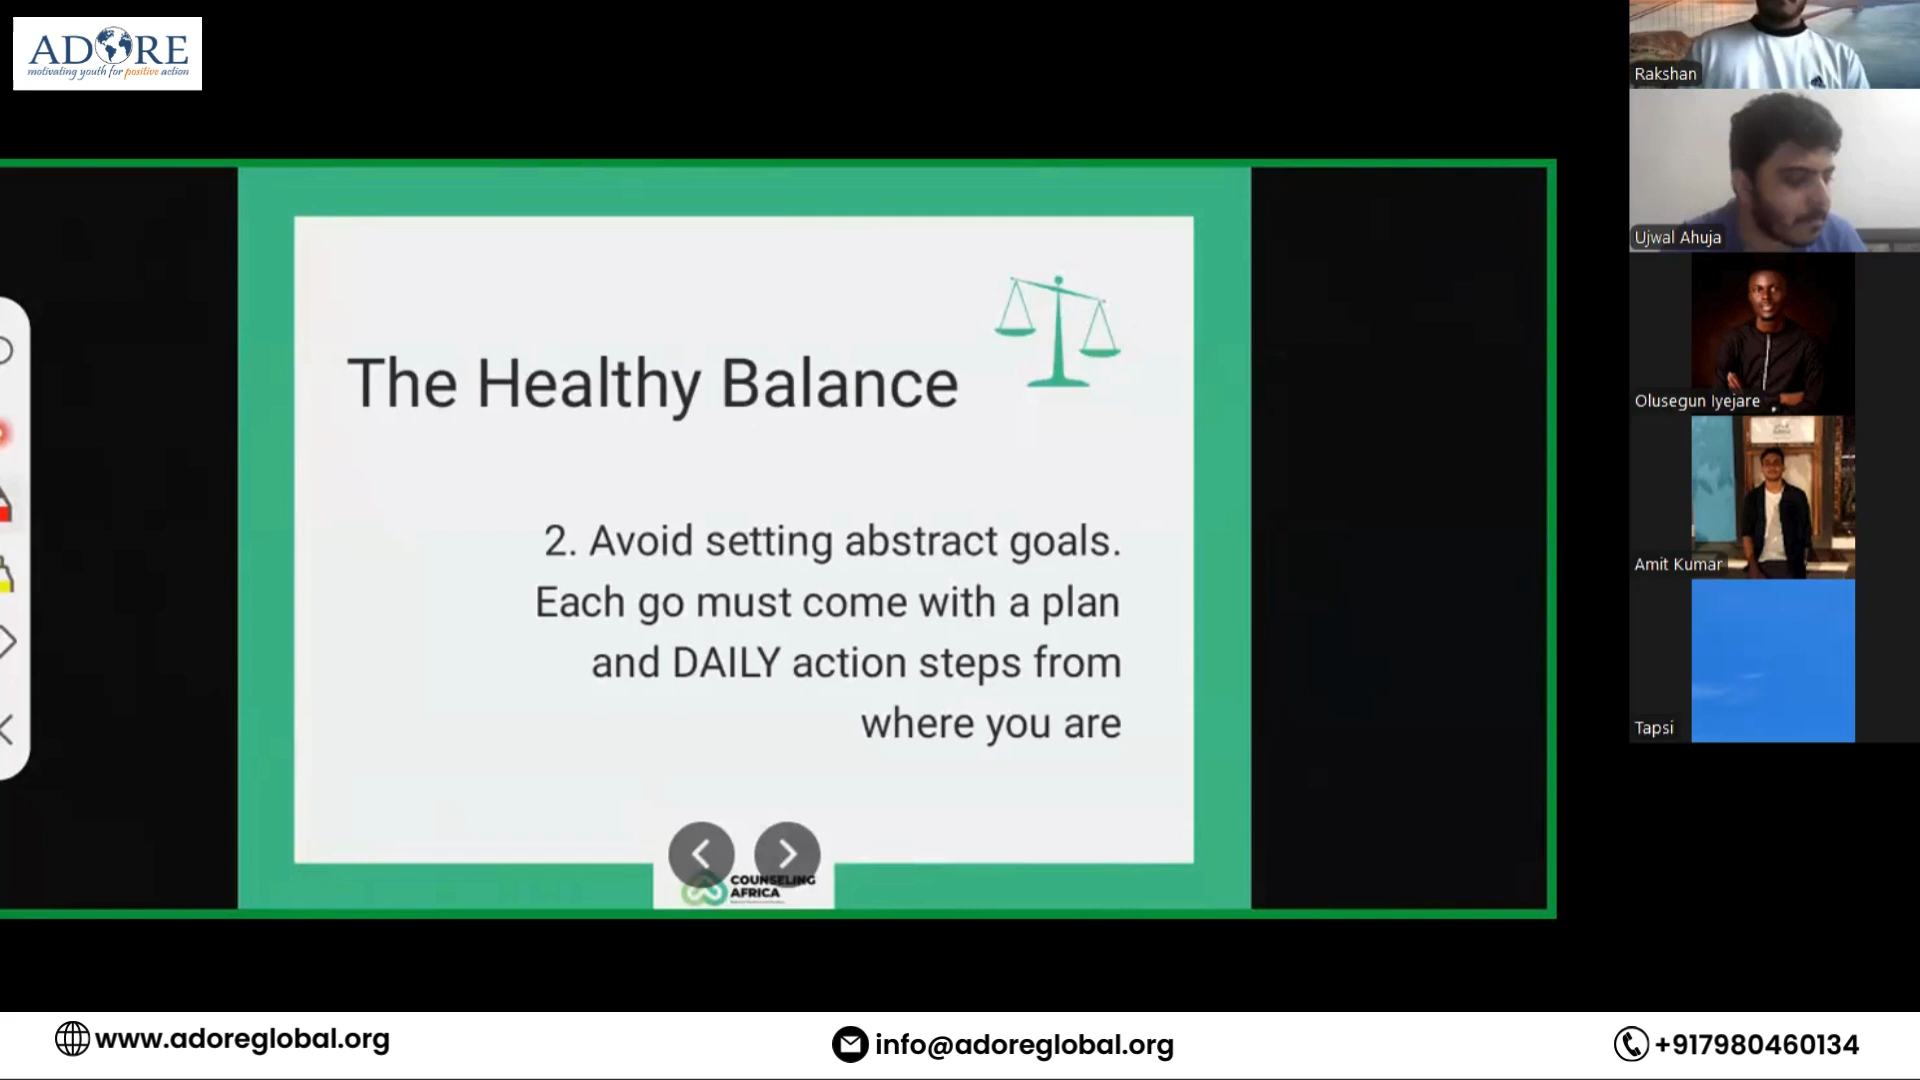 ADORE
motivating youth for positive action
Rakshan
Ujwal Ahuja
Olusegun Iyejare
Amit Kumar
Tapsi
The Healthy Balance
2. Avoid setting abstract goals.
Each go must come with a plan
and DAILY action steps from
where you are
COUNSELING
AFRICA
www.adoreglobal.org
info@adoreglobal.org
+917980460134